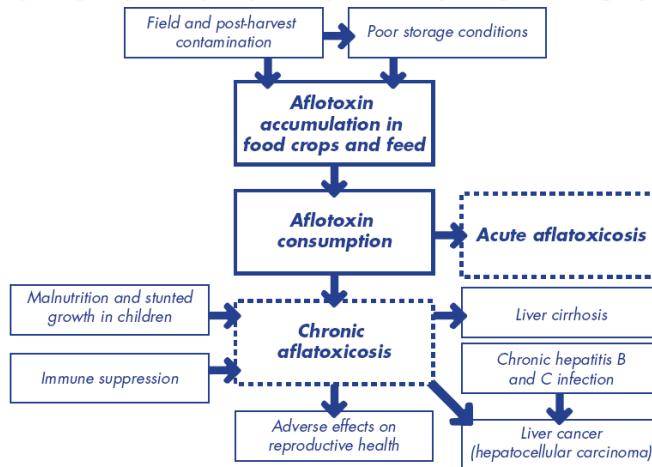 Field and post-harvest
contamination
Poor storage conditions
Aflotoxin
accumulation in
food crops and feed
Aflotoxin
consumption
Acute aflatoxicosis
Malnutrition and stunted
growth in children
Chronic
aflatoxicosis
Liver cirrhosis
Immune suppression
Chronic hepatitis B
and C infection
Adverse effects on
reproductive health
Liver cancer
(hepatocellular carcinoma)